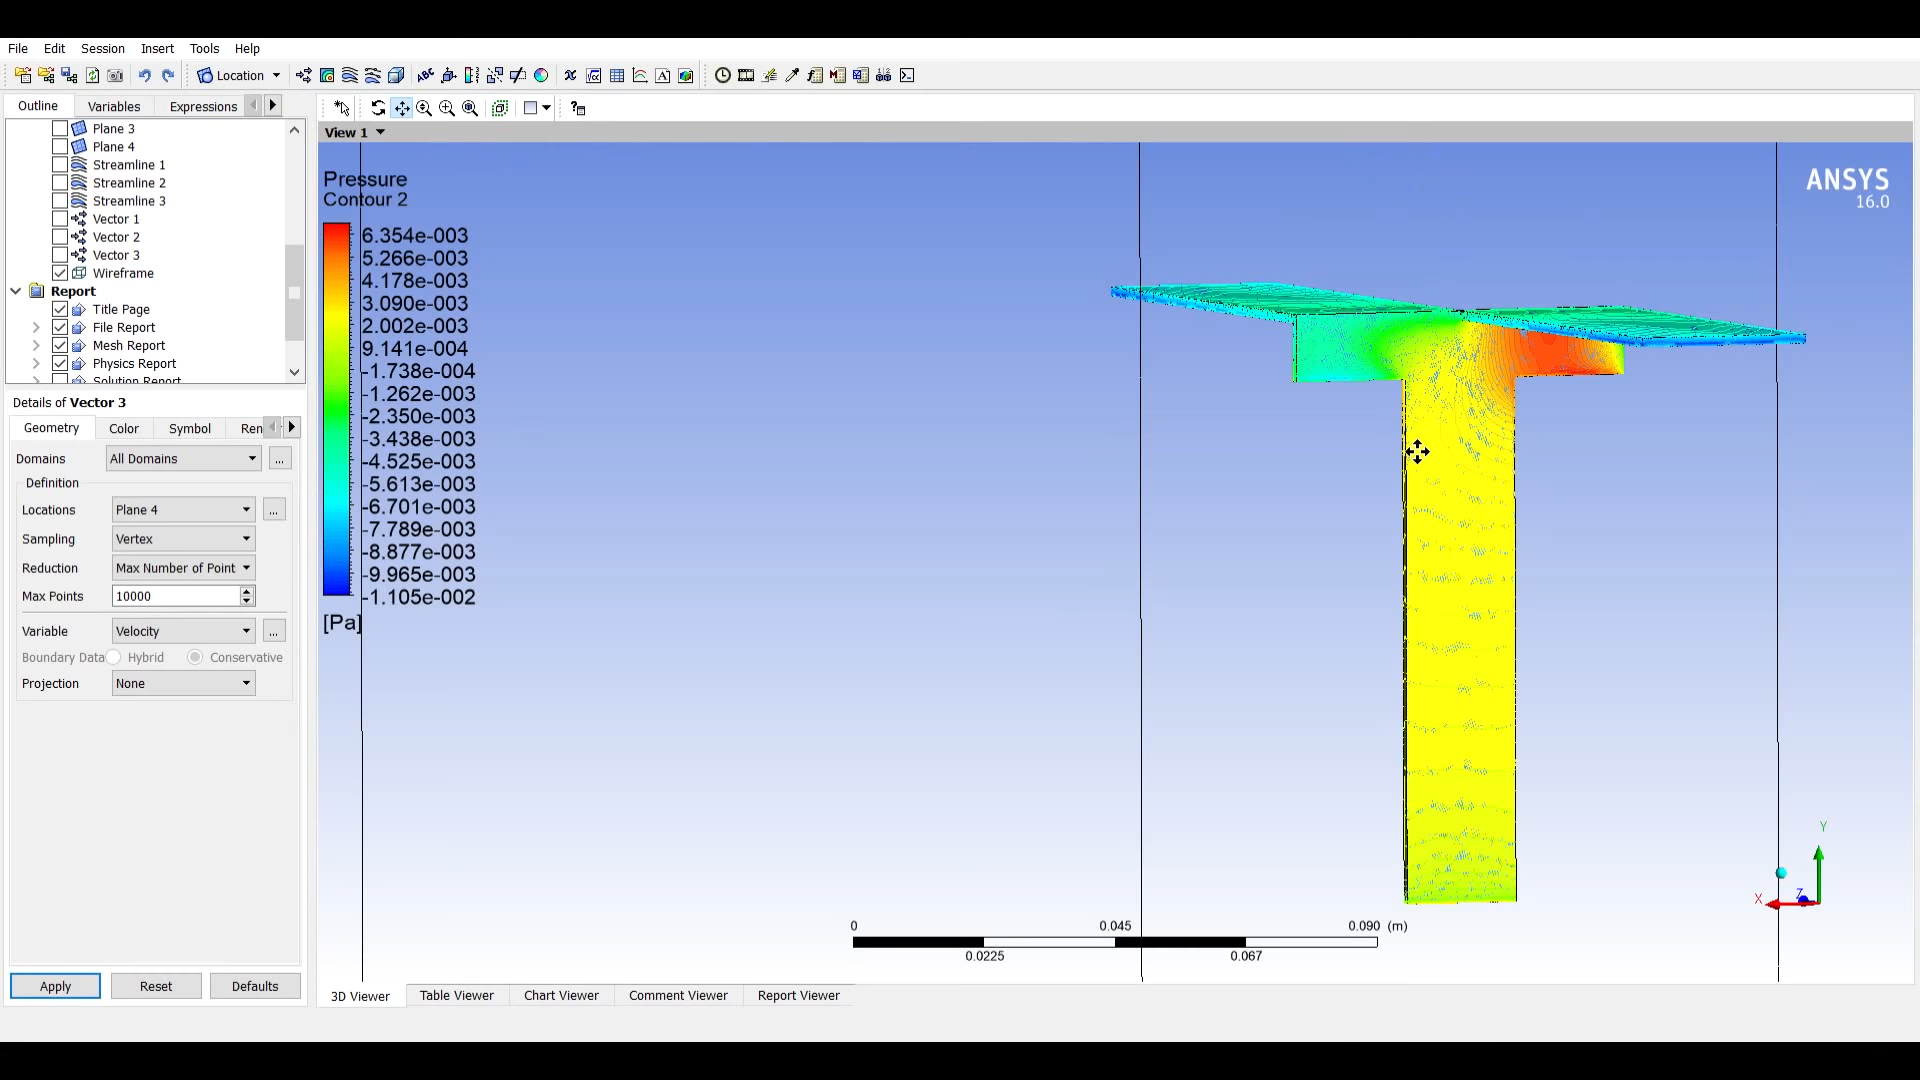 File Edit Session Insert Tools Help
Location
Outline Variables Expressions
Plane 3
Plane 4
Streamline 1
Streamline 2
Streamline 3
Vector 1
Vector 2
Vector 3
Wireframe
Report
Title Page
File Report
Mesh Report
Physics Report
Solution Report
Details of Vector 3
Geometry Color Symbol Ren
Domains All Domains ...
Definition
Locations Plane 4 ...
Sampling Vertex
Reduction Max Number of Point
Max Points 10000
Variable Velocity ...
Boundary Data Hybrid Conservative
Projection None
Apply Reset Defaults
View 1
Pressure
Contour 2
6.354e-003
5.266e-003
4.178e-003
3.090e-003
2.002e-003
9.141e-004
-1.738e-004
-1.262e-003
-2.350e-003
-3.438e-003
-4.525e-003
-5.613e-003
-6.701e-003
-7.789e-003
-8.877e-003
-9.965e-003
-1.105e-002
[Pa]
ANSYS
16.0
0 0.045 0.090 (m)
0.0225 0.067
Y
X Z
3D Viewer Table Viewer Chart Viewer Comment Viewer Report Viewer